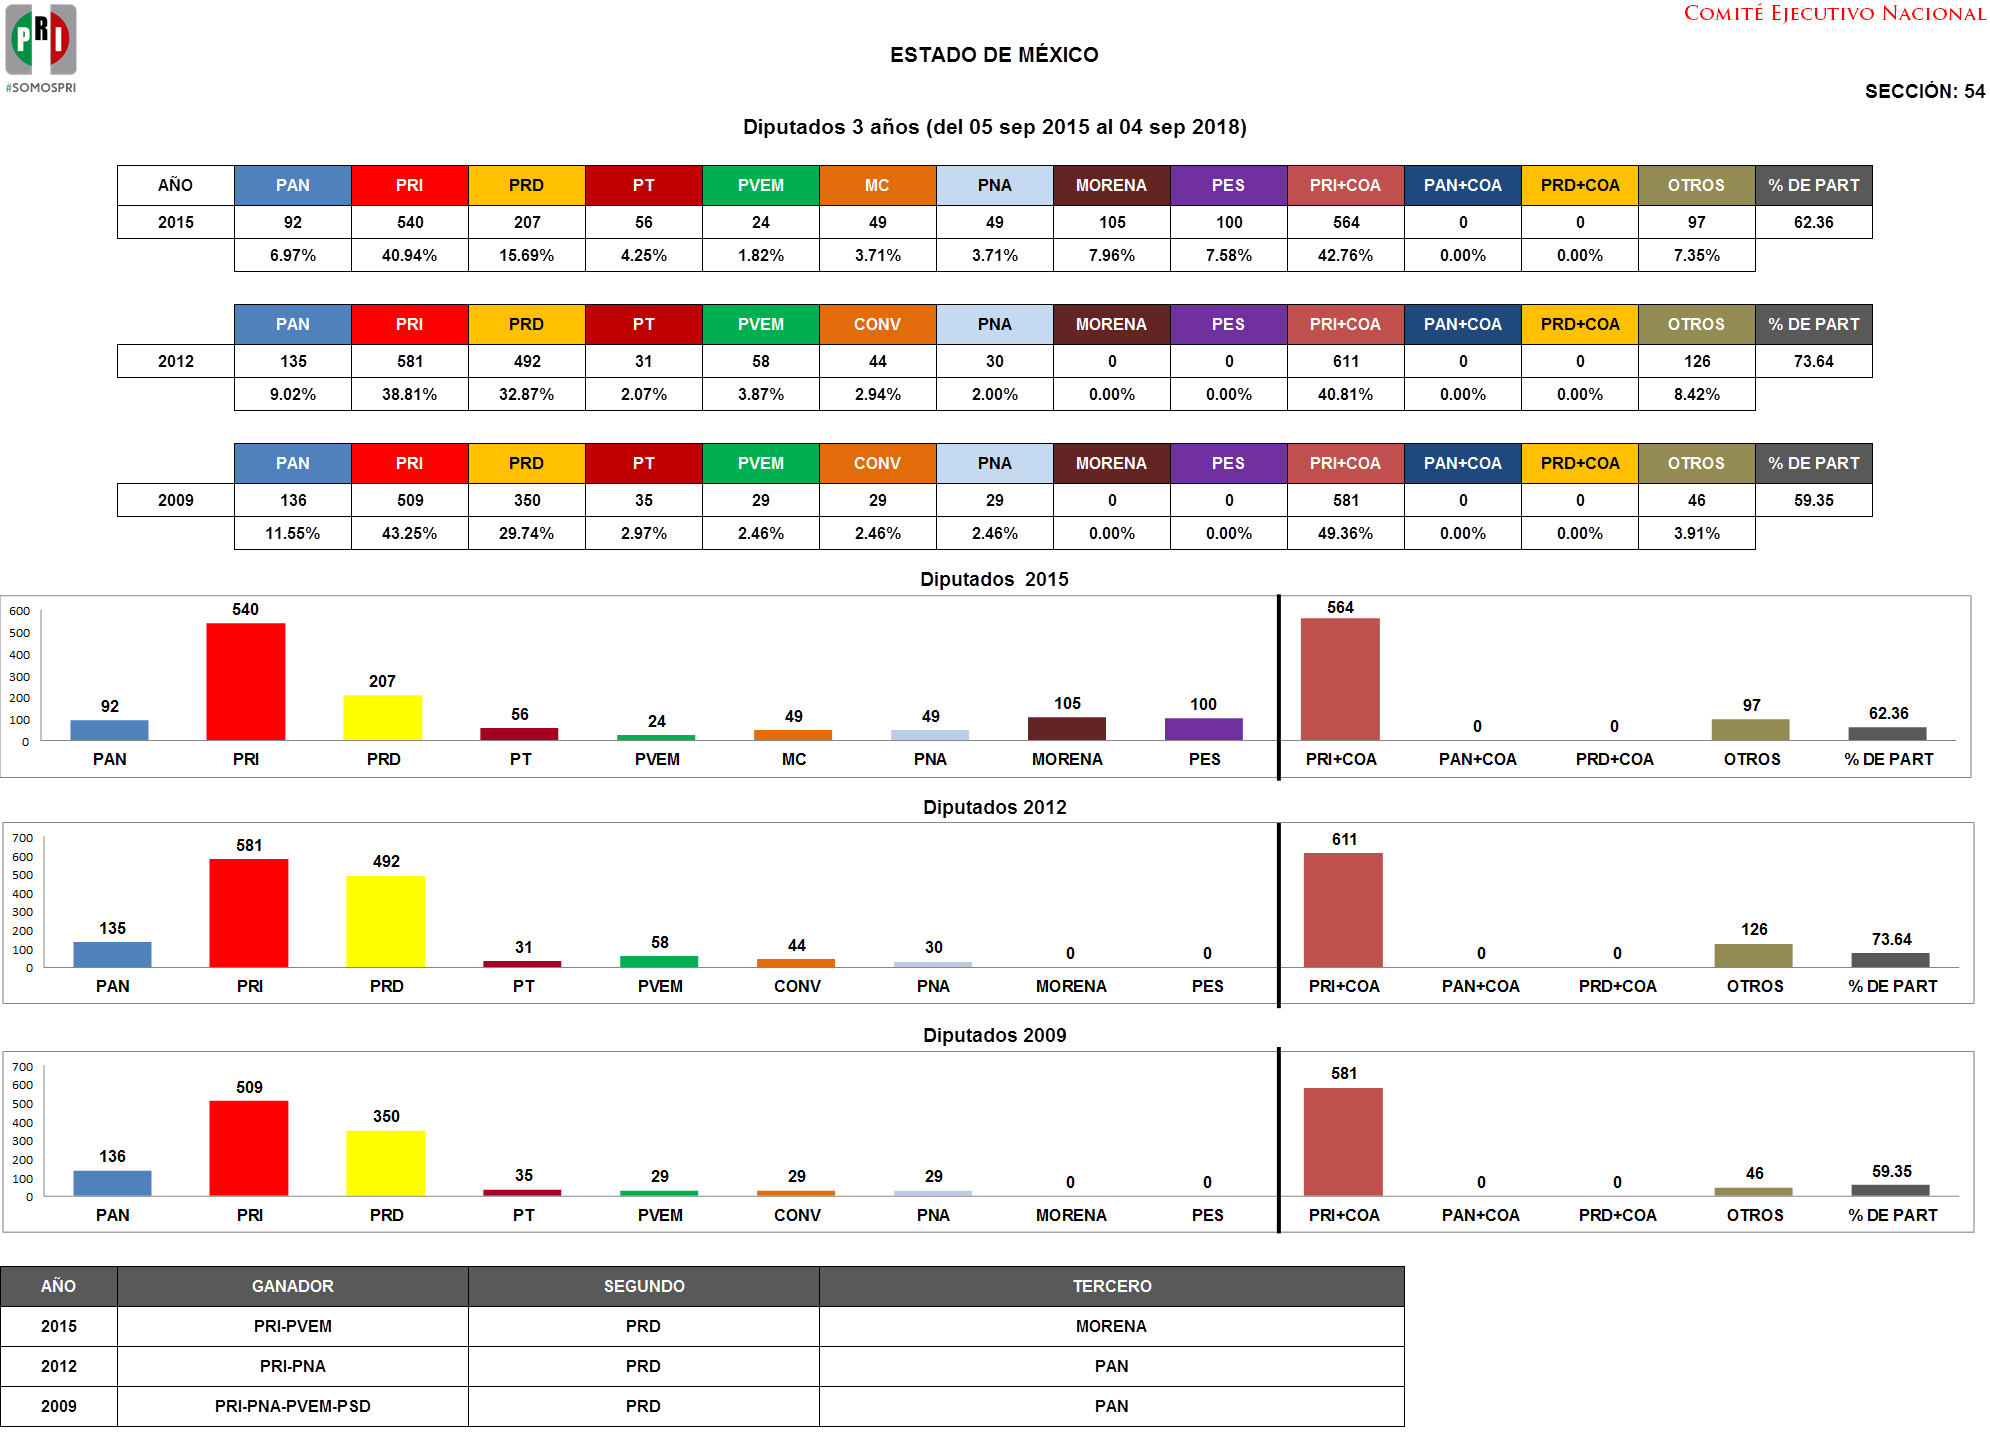 PRI
#SOMOSPRI
COMITÉ EJECUTIVO NACIONAL
ESTADO DE MÉXICO
SECCIÓN: 54
Diputados 3 años (del 05 sep 2015 al 04 sep 2018)
AÑO PAN PRI PRD PT PVEM MC PNA MORENA PES PRI+COA PAN+COA PRD+COA OTROS % DE PART
2015 92 540 207 56 24 49 49 105 100 564 0 0 97 62.36
6.97% 40.94% 15.69% 4.25% 1.82% 3.71% 3.71% 7.96% 7.58% 42.76% 0.00% 0.00% 7.35%
PAN PRI PRD PT PVEM CONV PNA MORENA PES PRI+COA PAN+COA PRD+COA OTROS % DE PART
2012 135 581 492 31 58 44 30 0 0 611 0 0 126 73.64
9.02% 38.81% 32.87% 2.07% 3.87% 2.94% 2.00% 0.00% 0.00% 40.81% 0.00% 0.00% 8.42%
PAN PRI PRD PT PVEM CONV PNA MORENA PES PRI+COA PAN+COA PRD+COA OTROS % DE PART
2009 136 509 350 35 29 29 29 0 0 581 0 0 46 59.35
11.55% 43.25% 29.74% 2.97% 2.46% 2.46% 2.46% 0.00% 0.00% 49.36% 0.00% 0.00% 3.91%
Diputados 2015
600
500
400
300
200
100
0
92 540 207 56 24 49 49 105 100 564 0 0 97 62.36
PAN PRI PRD PT PVEM MC PNA MORENA PES PRI+COA PAN+COA PRD+COA OTROS % DE PART
Diputados 2012
700
600
500
400
300
200
100
0
135 581 492 31 58 44 30 0 0 611 0 0 126 73.64
PAN PRI PRD PT PVEM CONV PNA MORENA PES PRI+COA PAN+COA PRD+COA OTROS % DE PART
Diputados 2009
700
600
500
400
300
200
100
0
136 509 350 35 29 29 29 0 0 581 0 0 46 59.35
PAN PRI PRD PT PVEM CONV PNA MORENA PES PRI+COA PAN+COA PRD+COA OTROS % DE PART
AÑO GANADOR SEGUNDO TERCERO
2015 PRI-PVEM PRD MORENA
2012 PRI-PNA PRD PAN
2009 PRI-PNA-PVEM-PSD PRD PAN